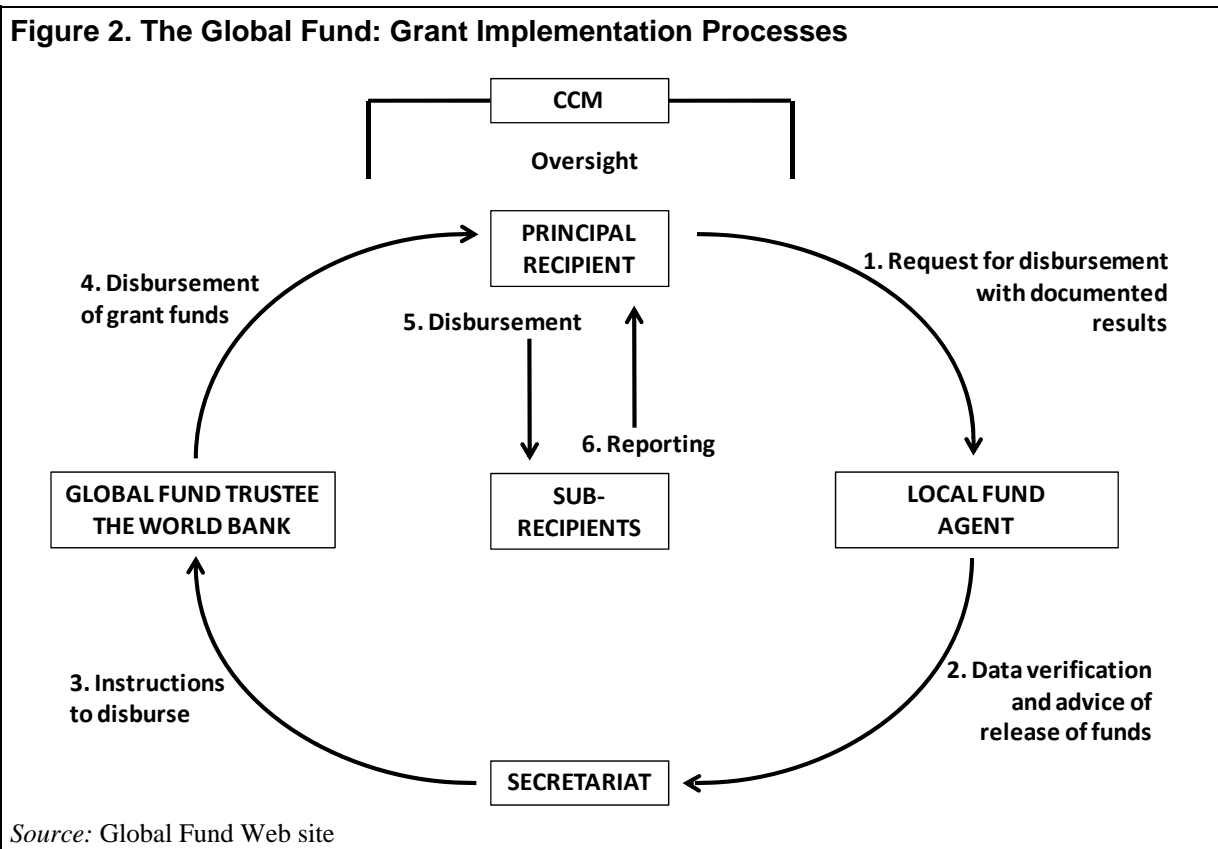 Figure 2. The Global Fund: Grant Implementation Processes
CCM
Oversight
PRINCIPAL
RECIPIENT
1. Request for disbursement
with documented
results
4. Disbursement
of grant funds
5. Disbursement
6. Reporting
GLOBAL FUND TRUSTEE
THE WORLD BANK
SUB-
RECIPIENTS
LOCAL FUND
AGENT
2. Data verification
and advice of
release of funds
3. Instructions
to disburse
SECRETARIAT
Source: Global Fund Web site